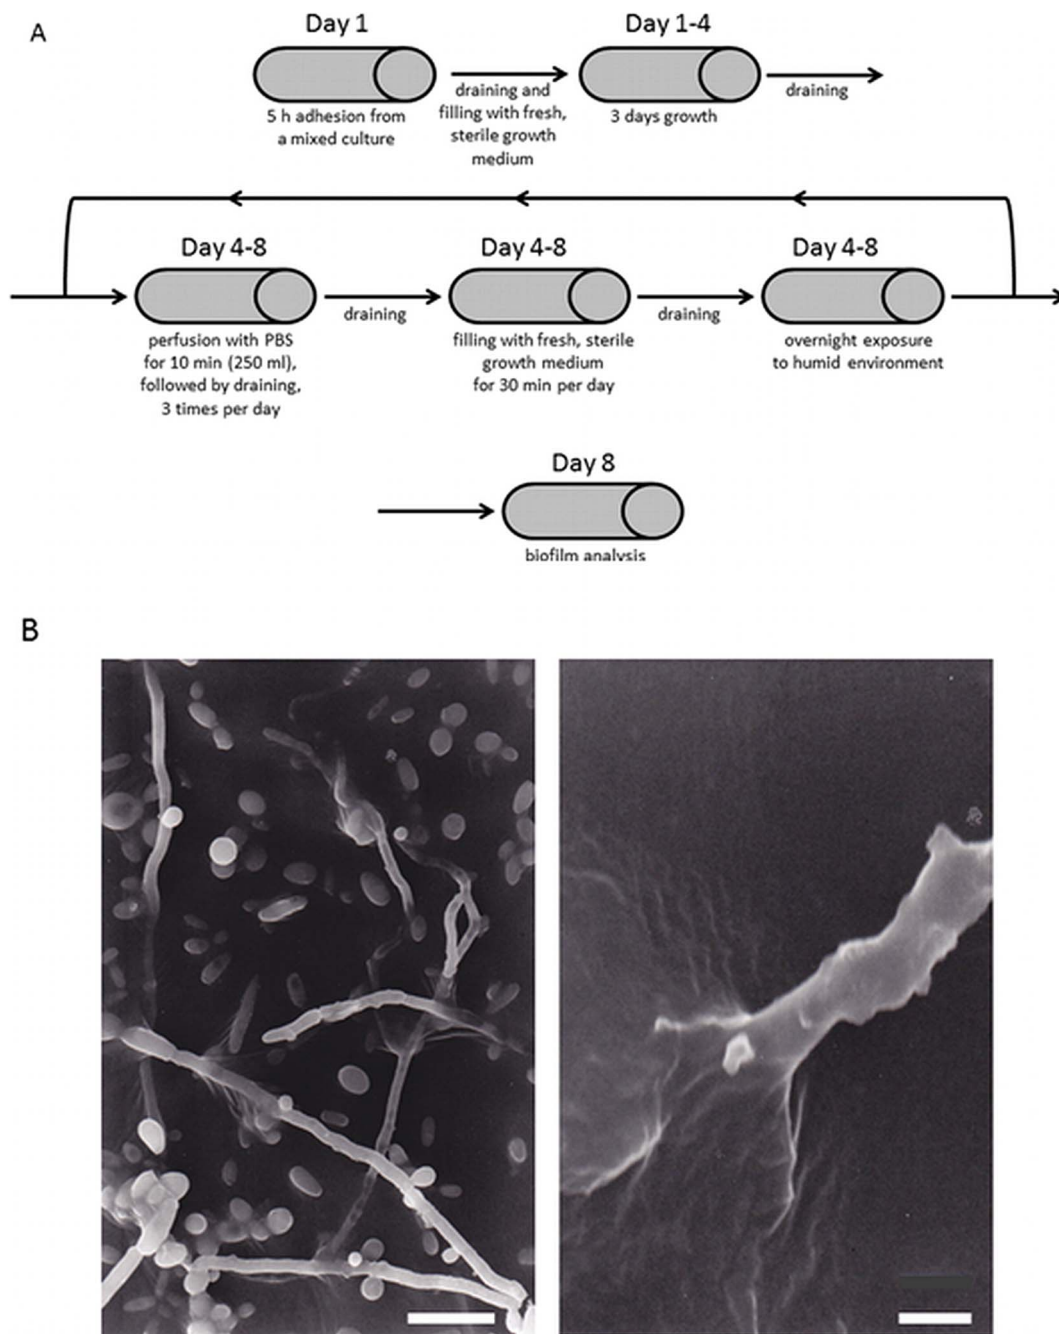 A
Day 1
Day 1-4
5 h adhesion from
a mixed culture
draining and
filling with fresh,
sterile growth
medium
3 days growth
draining
Day 4-8
Day 4-8
Day 4-8
perfusion with PBS
for 10 min (250 ml),
followed by draining,
3 times per day
draining
filling with fresh, sterile
growth medium
for 30 min per day
draining
overnight exposure
to humid environment
Day 8
biofilm analysis
B